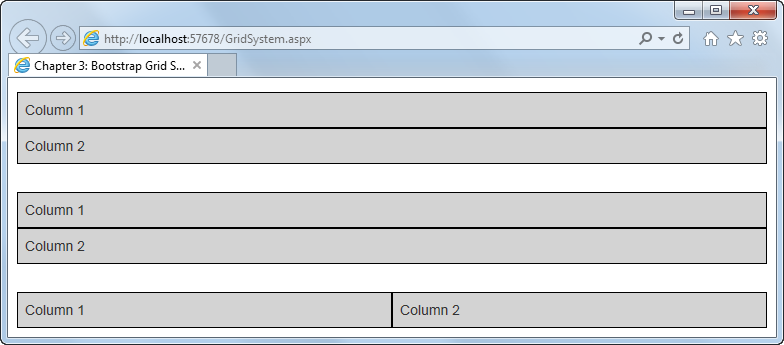 http://localhost:57678/GridSystem.aspx
Chapter 3: Bootstrap Grid S...
Column 1
Column 2
Column 1
Column 2
Column 1 Column 2